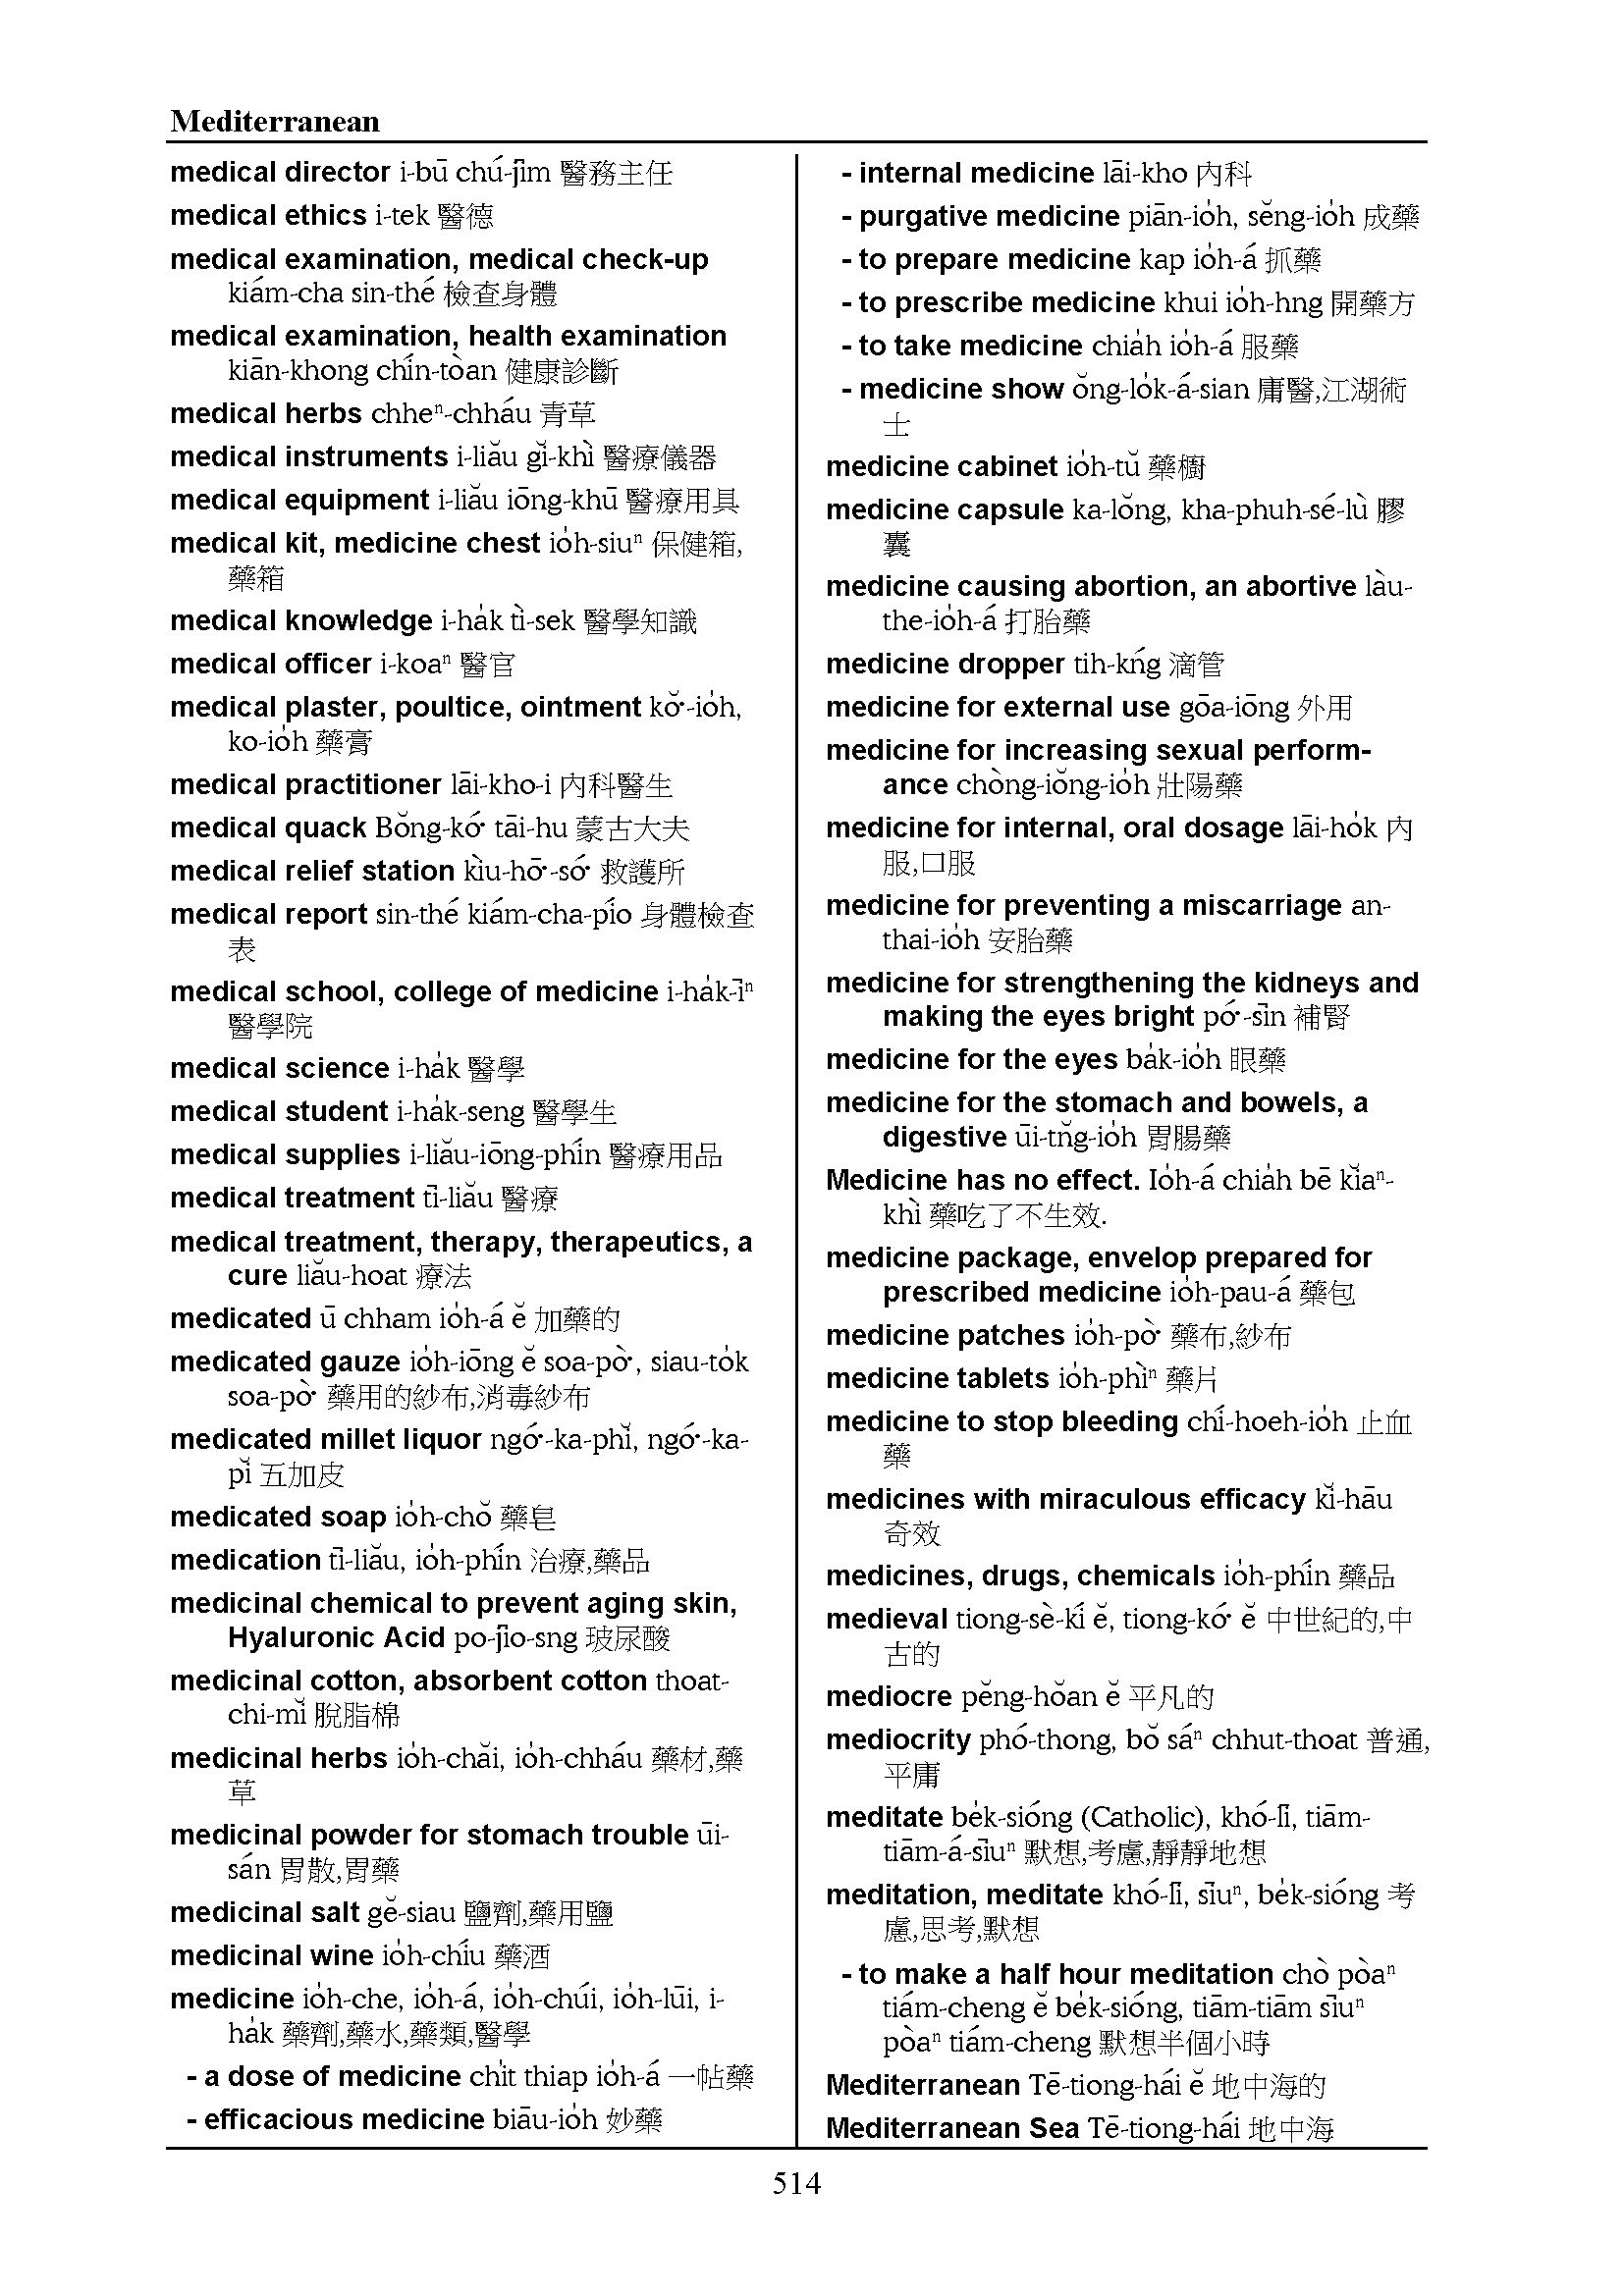 Mediterranean
medical director i-bū chú-jīm 醫務主任
medical ethics i-tek 醫德
medical examination, medical check-up
kiám-cha sin-thé 檢查身體
medical examination, health examination
kiān-khong chín-tòan 健康診斷
medical herbs chheⁿ-chháu 青草
medical instruments i-liău gĭ-khì 醫療儀器
medical equipment i-liău iōng-khū 醫療用具
medical kit, medicine chest io̍h-siuⁿ 保健箱,
藥箱
medical knowledge i-ha̍k tì-sek 醫學知識
medical officer i-koaⁿ 醫官
medical plaster, poultice, ointment kŏ͘-io̍h,
ko-io̍h 藥膏
medical practitioner lāi-kho-i 內科醫生
medical quack Bŏng-kó͘ tāi-hu 蒙古大夫
medical relief station kìu-hō͘-só͘ 救護所
medical report sin-thé kiám-cha-pío 身體檢查
表
medical school, college of medicine i-ha̍k-īⁿ
醫學院
medical science i-ha̍k 醫學
medical student i-ha̍k-seng 醫學生
medical supplies i-liău-iōng-phín 醫療用品
medical treatment tī-liău 醫療
medical treatment, therapy, therapeutics, a
cure liău-hoat 療法
medicated ū chham io̍h-á ĕ 加藥的
medicated gauze io̍h-iōng ĕ soa-pò͘, siau-to̍k
soa-pò͘ 藥用的紗布,消毒紗布
medicated millet liquor ngó͘-ka-phĭ, ngó͘-ka-
pĭ 五加皮
medicated soap io̍h-chŏ 藥皂
medication tī-liău, io̍h-phín 治療,藥品
medicinal chemical to prevent aging skin,
Hyaluronic Acid po-jīo-sng 玻尿酸
medicinal cotton, absorbent cotton thoat-
chi-mĭ 脫脂棉
medicinal herbs io̍h-chăi, io̍h-chháu 藥材,藥
草
medicinal powder for stomach trouble ūi-
sán 胃散,胃藥
medicinal salt gĕ-siau 鹽劑,藥用鹽
medicinal wine io̍h-chíu 藥酒
medicine io̍h-che, io̍h-á, io̍h-chúi, io̍h-lūi, i-
ha̍k 藥劑,藥水,藥類,醫學
- a dose of medicine chi̍t thiap io̍h-á 一帖藥
- efficacious medicine biāu-io̍h 妙藥
- internal medicine lāi-kho 內科
- purgative medicine piān-io̍h, sĕng-io̍h 成藥
- to prepare medicine kap io̍h-á 抓藥
- to prescribe medicine khui io̍h-hng 開藥方
- to take medicine chia̍h io̍h-á 服藥
- medicine show ŏng-lo̍k-á-sian 庸醫,江湖術
士
medicine cabinet io̍h-tŭ 藥櫥
medicine capsule ka-lŏng, kha-phuh-sé-lù 膠
囊
medicine causing abortion, an abortive làu-
the-io̍h-á 打胎藥
medicine dropper tih-kńg 滴管
medicine for external use gōa-iōng 外用
medicine for increasing sexual perform-
ance chòng-iŏng-io̍h 壯陽藥
medicine for internal, oral dosage lāi-ho̍k 內
服,口服
medicine for preventing a miscarriage an-
thai-io̍h 安胎藥
medicine for strengthening the kidneys and
making the eyes bright pó͘-sīn 補腎
medicine for the eyes ba̍k-io̍h 眼藥
medicine for the stomach and bowels, a
digestive ūi-tn̆g-io̍h 胃腸藥
Medicine has no effect. Io̍h-á chia̍h bē kĭaⁿ-
khì 藥吃了不生效.
medicine package, envelop prepared for
prescribed medicine io̍h-pau-á 藥包
medicine patches io̍h-pò͘ 藥布,紗布
medicine tablets io̍h-phìⁿ 藥片
medicine to stop bleeding chí-hoeh-io̍h 止血
藥
medicines with miraculous efficacy kĭ-hāu
奇效
medicines, drugs, chemicals io̍h-phín 藥品
medieval tiong-sè-kí ĕ, tiong-kó͘ ĕ 中世紀的,中
古的
mediocre pĕng-hŏan ĕ 平凡的
mediocrity phó-thong, bŏ sáⁿ chhut-thoat 普通,
平庸
meditate be̍k-sióng (Catholic), khó-lī, tiām-
tiām-á-sīuⁿ 默想,考慮,靜靜地想
meditation, meditate khó-lī, sīuⁿ, be̍k-sióng 考
慮,思考,默想
- to make a half hour meditation chò pòaⁿ
tiám-cheng ĕ be̍k-sióng, tiām-tiām sīuⁿ
pòaⁿ tiám-cheng 默想半個小時
Mediterranean Tē-tiong-hái ĕ 地中海的
Mediterranean Sea Tē-tiong-hái 地中海
514